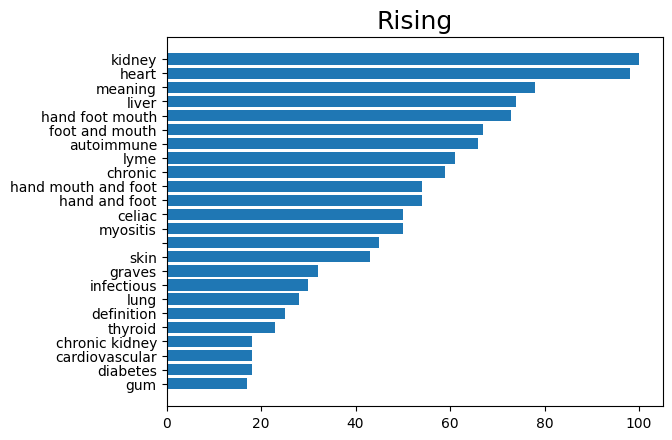 Rising
kidney
heart
meaning
liver
hand foot mouth
foot and mouth
autoimmune
lyme
chronic
hand mouth and foot
hand and foot
celiac
myositis
skin
graves
infectious
lung
definition
thyroid
chronic kidney
cardiovascular
diabetes
gum
0 20 40 60 80 100